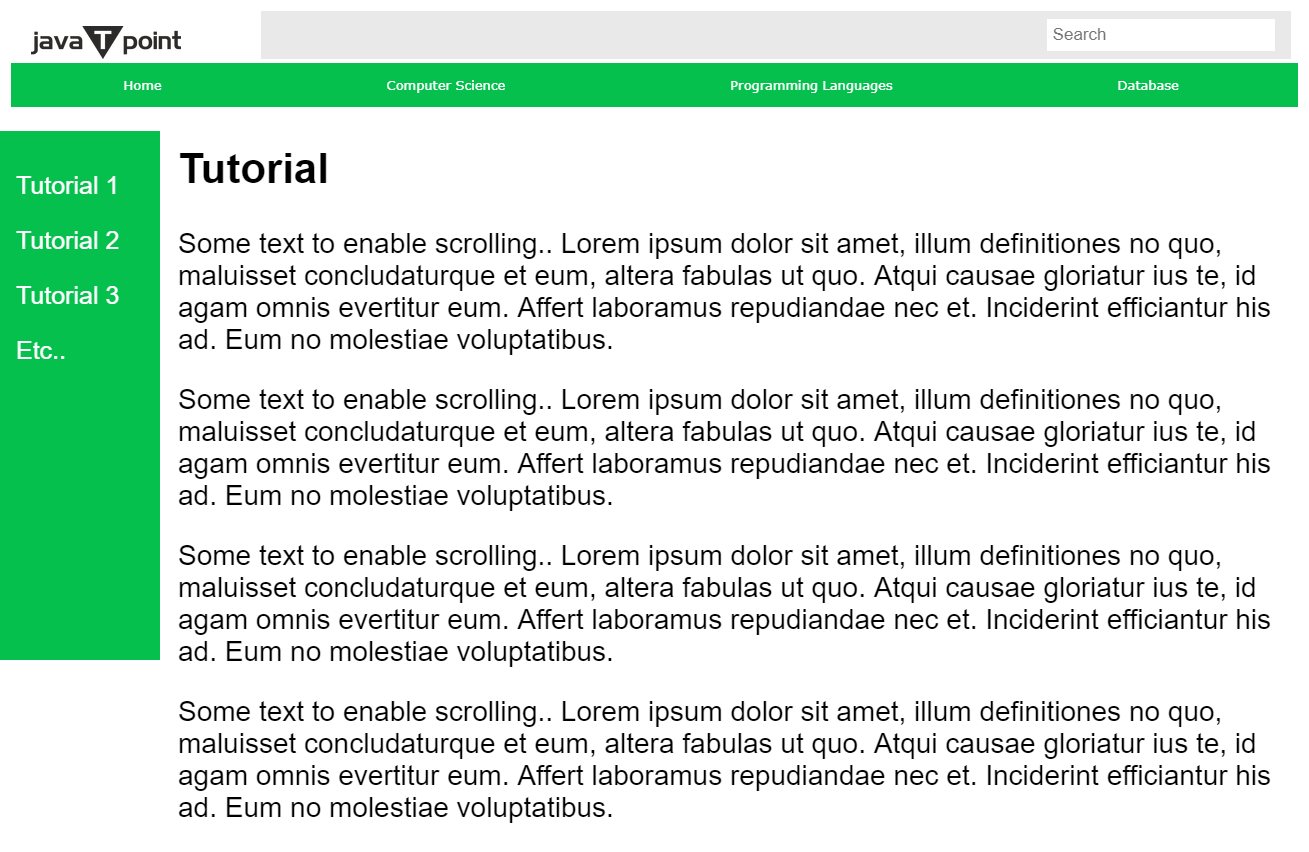 javaTpoint
Search
Home Computer Science Programming Languages Database
Tutorial 1
Tutorial 2
Tutorial 3
Etc..
Tutorial
Some text to enable scrolling.. Lorem ipsum dolor sit amet, illum definitiones no quo,
maluisset concludaturque et eum, altera fabulas ut quo. Atqui causae gloriatur ius te, id
agam omnis evertitur eum. Affert laboramus repudiandae nec et. Inciderint efficiantur his
ad. Eum no molestiae voluptatibus.
Some text to enable scrolling.. Lorem ipsum dolor sit amet, illum definitiones no quo,
maluisset concludaturque et eum, altera fabulas ut quo. Atqui causae gloriatur ius te, id
agam omnis evertitur eum. Affert laboramus repudiandae nec et. Inciderint efficiantur his
ad. Eum no molestiae voluptatibus.
Some text to enable scrolling.. Lorem ipsum dolor sit amet, illum definitiones no quo,
maluisset concludaturque et eum, altera fabulas ut quo. Atqui causae gloriatur ius te, id
agam omnis evertitur eum. Affert laboramus repudiandae nec et. Inciderint efficiantur his
ad. Eum no molestiae voluptatibus.
Some text to enable scrolling.. Lorem ipsum dolor sit amet, illum definitiones no quo,
maluisset concludaturque et eum, altera fabulas ut quo. Atqui causae gloriatur ius te, id
agam omnis evertitur eum. Affert laboramus repudiandae nec et. Inciderint efficiantur his
ad. Eum no molestiae voluptatibus.